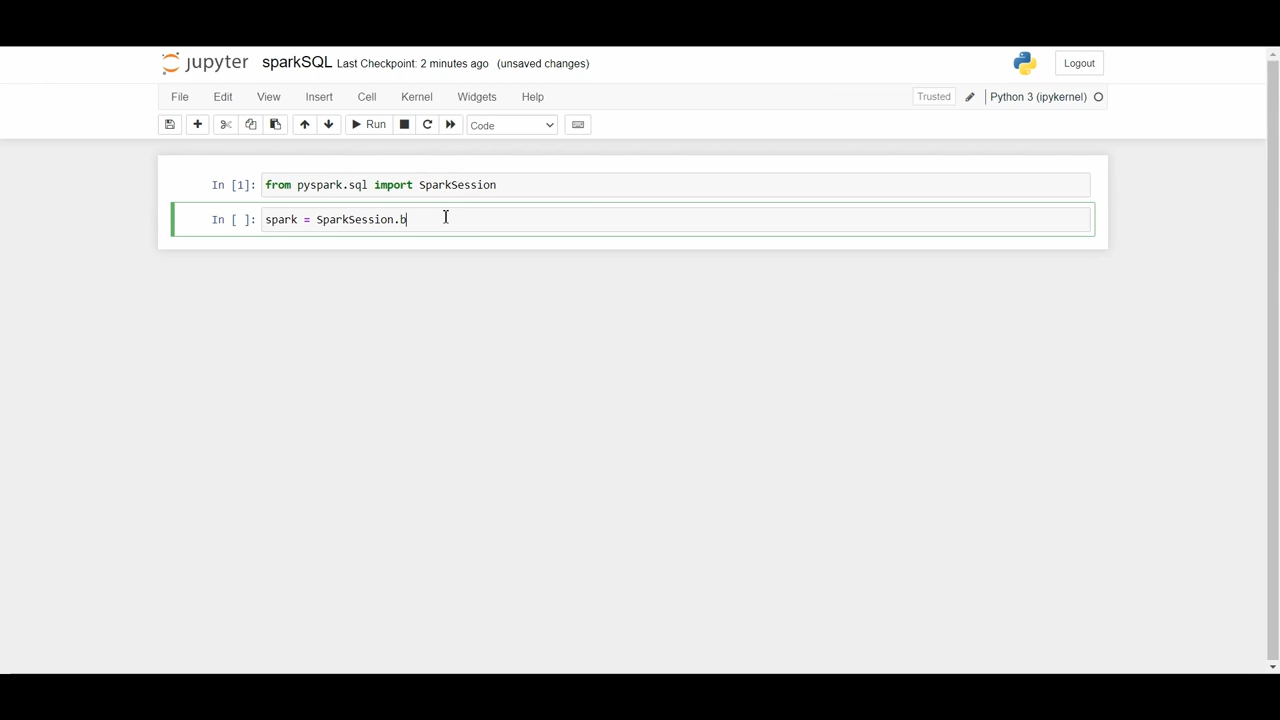 jupyter sparkSQL Last Checkpoint: 2 minutes ago (unsaved changes) Logout
File Edit View Insert Cell Kernel Widgets Help Trusted Python 3 (ipykernel)
Run Code
In [1]: from pyspark.sql import SparkSession
In [ ]: spark = SparkSession.b